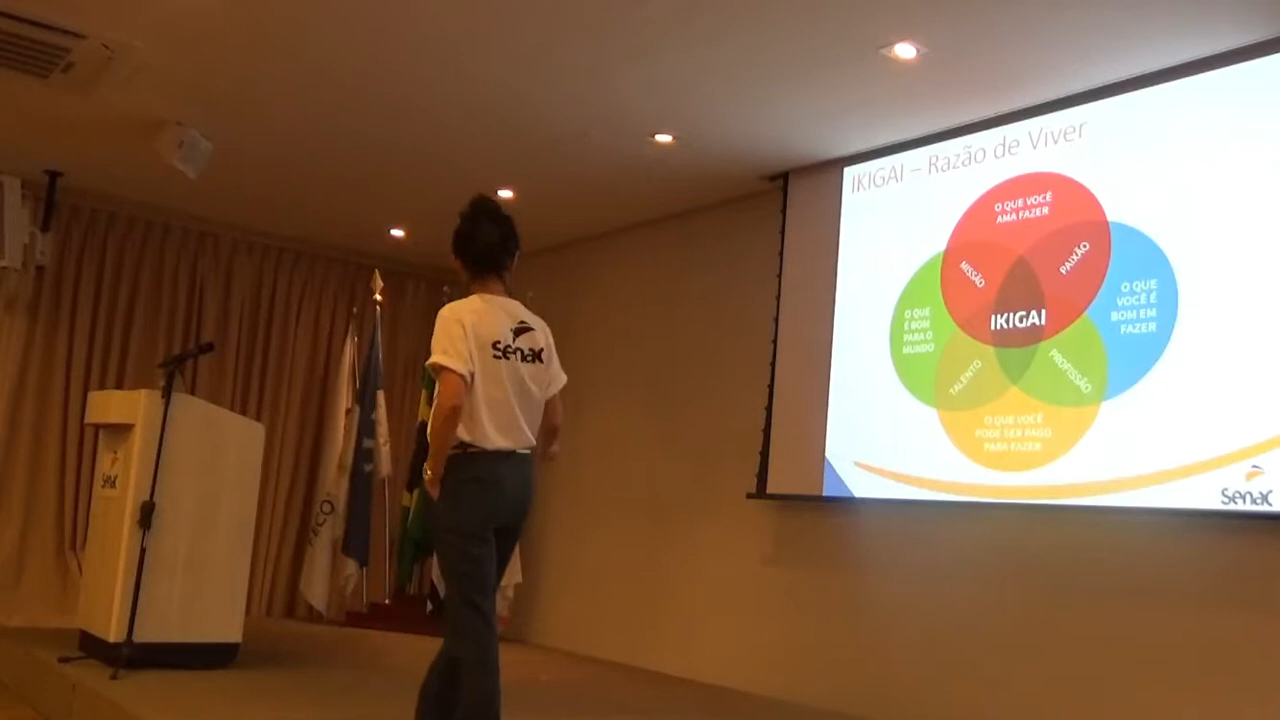 IKIGAI – Razão de Viver
O QUE VOCÊ
AMA FAZER
MISSÃO
PAIXÃO
O QUE
É BOM
PARA O
MUNDO
IKIGAI
O QUE
VOCÊ É
BOM EM
FAZER
TALENTO
PROFISSÃO
O QUE VOCÊ
PODE SER PAGO
PARA FAZER
Senac
Senac
Senac
FECO